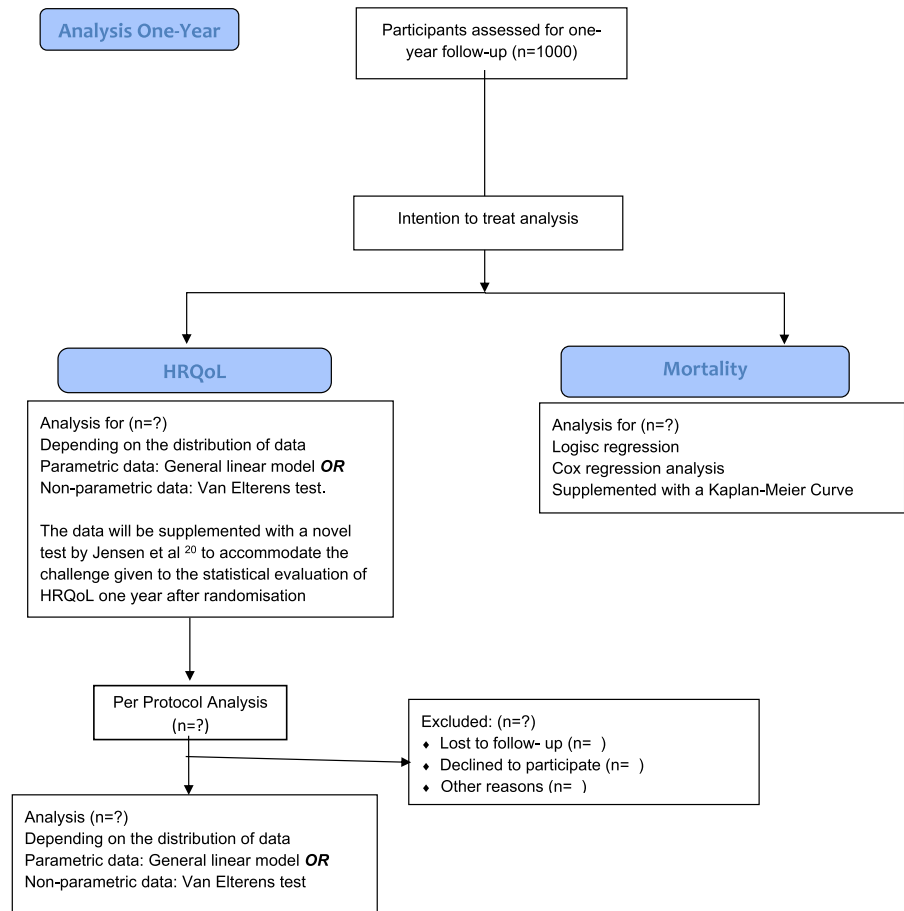 Analysis One-Year
Participants assessed for one-
year follow-up (n=1000)
Intention to treat analysis
HRQoL
Analysis for (n=?)
Depending on the distribution of data
Parametric data: General linear model OR
Non-parametric data: Van Elterens test.
The data will be supplemented with a novel
test by Jensen et al 20 to accommodate the
challenge given to the statistical evaluation of
HRQoL one year after randomisation
Mortality
Analysis for (n=?)
Logisc regression
Cox regression analysis
Supplemented with a Kaplan-Meier Curve
Per Protocol Analysis
(n=?)
Excluded: (n=?)
♦ Lost to follow- up (n= )
♦ Declined to participate (n= )
♦ Other reasons (n= )
Analysis (n=?)
Depending on the distribution of data
Parametric data: General linear model OR
Non-parametric data: Van Elterens test